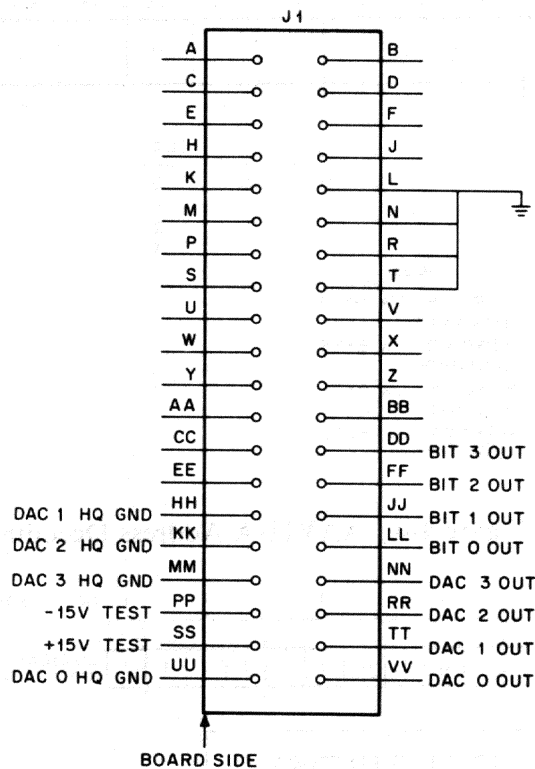 J1
A B
C D
E F
H J
K L
M N
P R
S T
U V
W X
Y Z
AA BB
CC DD BIT 3 OUT
EE FF BIT 2 OUT
DAC 1 HQ GND HH JJ BIT 1 OUT
DAC 2 HQ GND KK LL BIT 0 OUT
DAC 3 HQ GND MM NN DAC 3 OUT
-15V TEST PP RR DAC 2 OUT
+15V TEST SS TT DAC 1 OUT
DAC 0 HQ GND UU VV DAC 0 OUT
BOARD SIDE